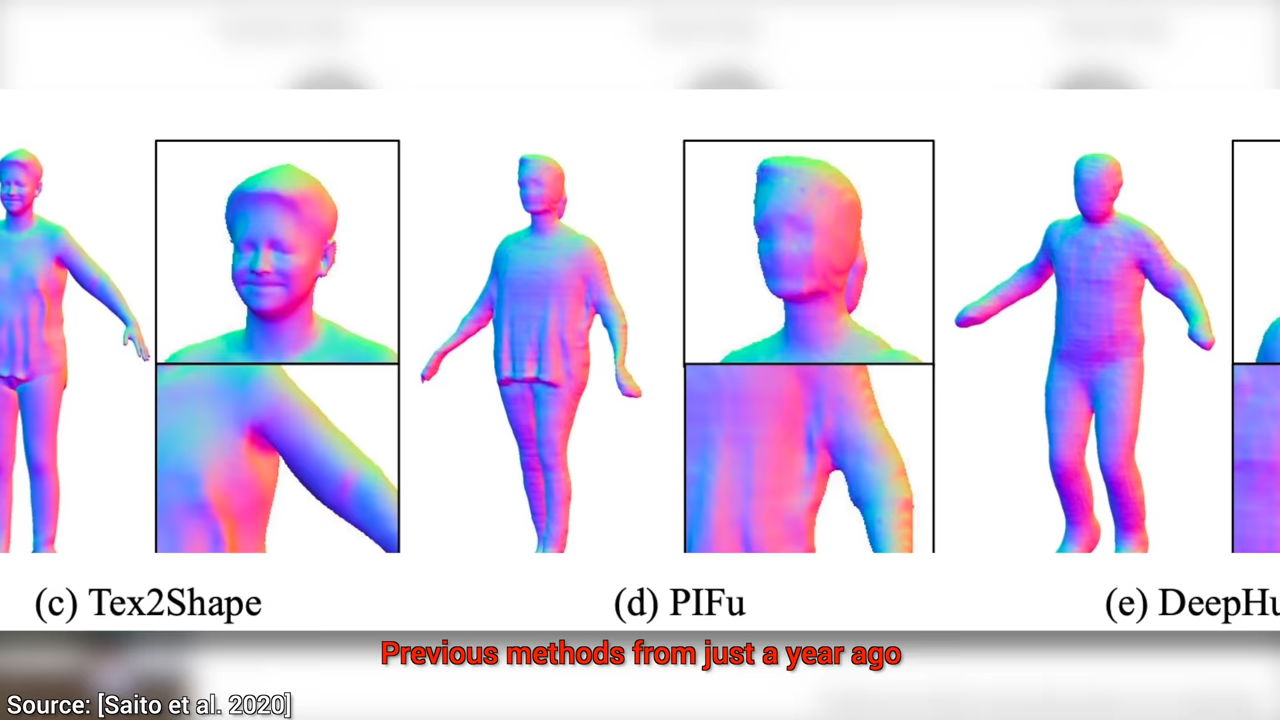 (c) Tex2Shape
(d) PIFu
(e) DeepHu
Previous methods from just a year ago
Source: [Saito et al. 2020]